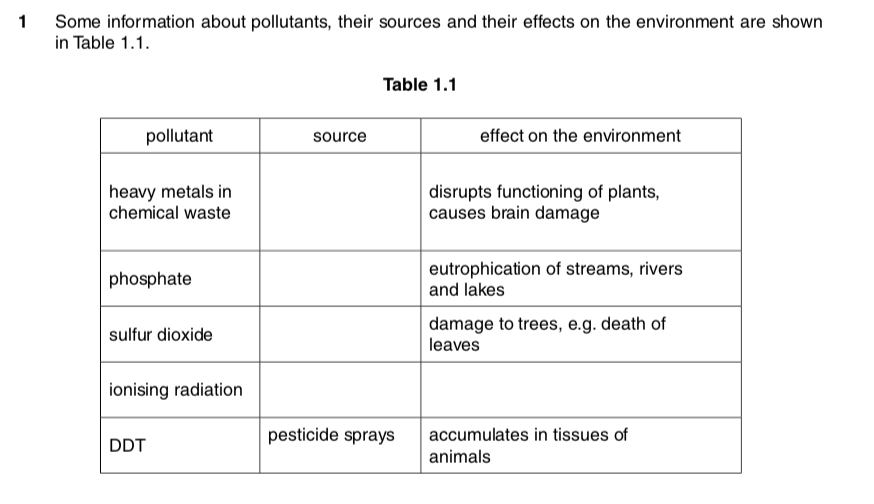 1 Some information about pollutants, their sources and their effects on the environment are shown
in Table 1.1.
Table 1.1
pollutant source effect on the environment
heavy metals in
chemical waste
disrupts functioning of plants,
causes brain damage
phosphate
eutrophication of streams, rivers
and lakes
sulfur dioxide
damage to trees, e.g. death of
leaves
ionising radiation
DDT
pesticide sprays
accumulates in tissues of
animals